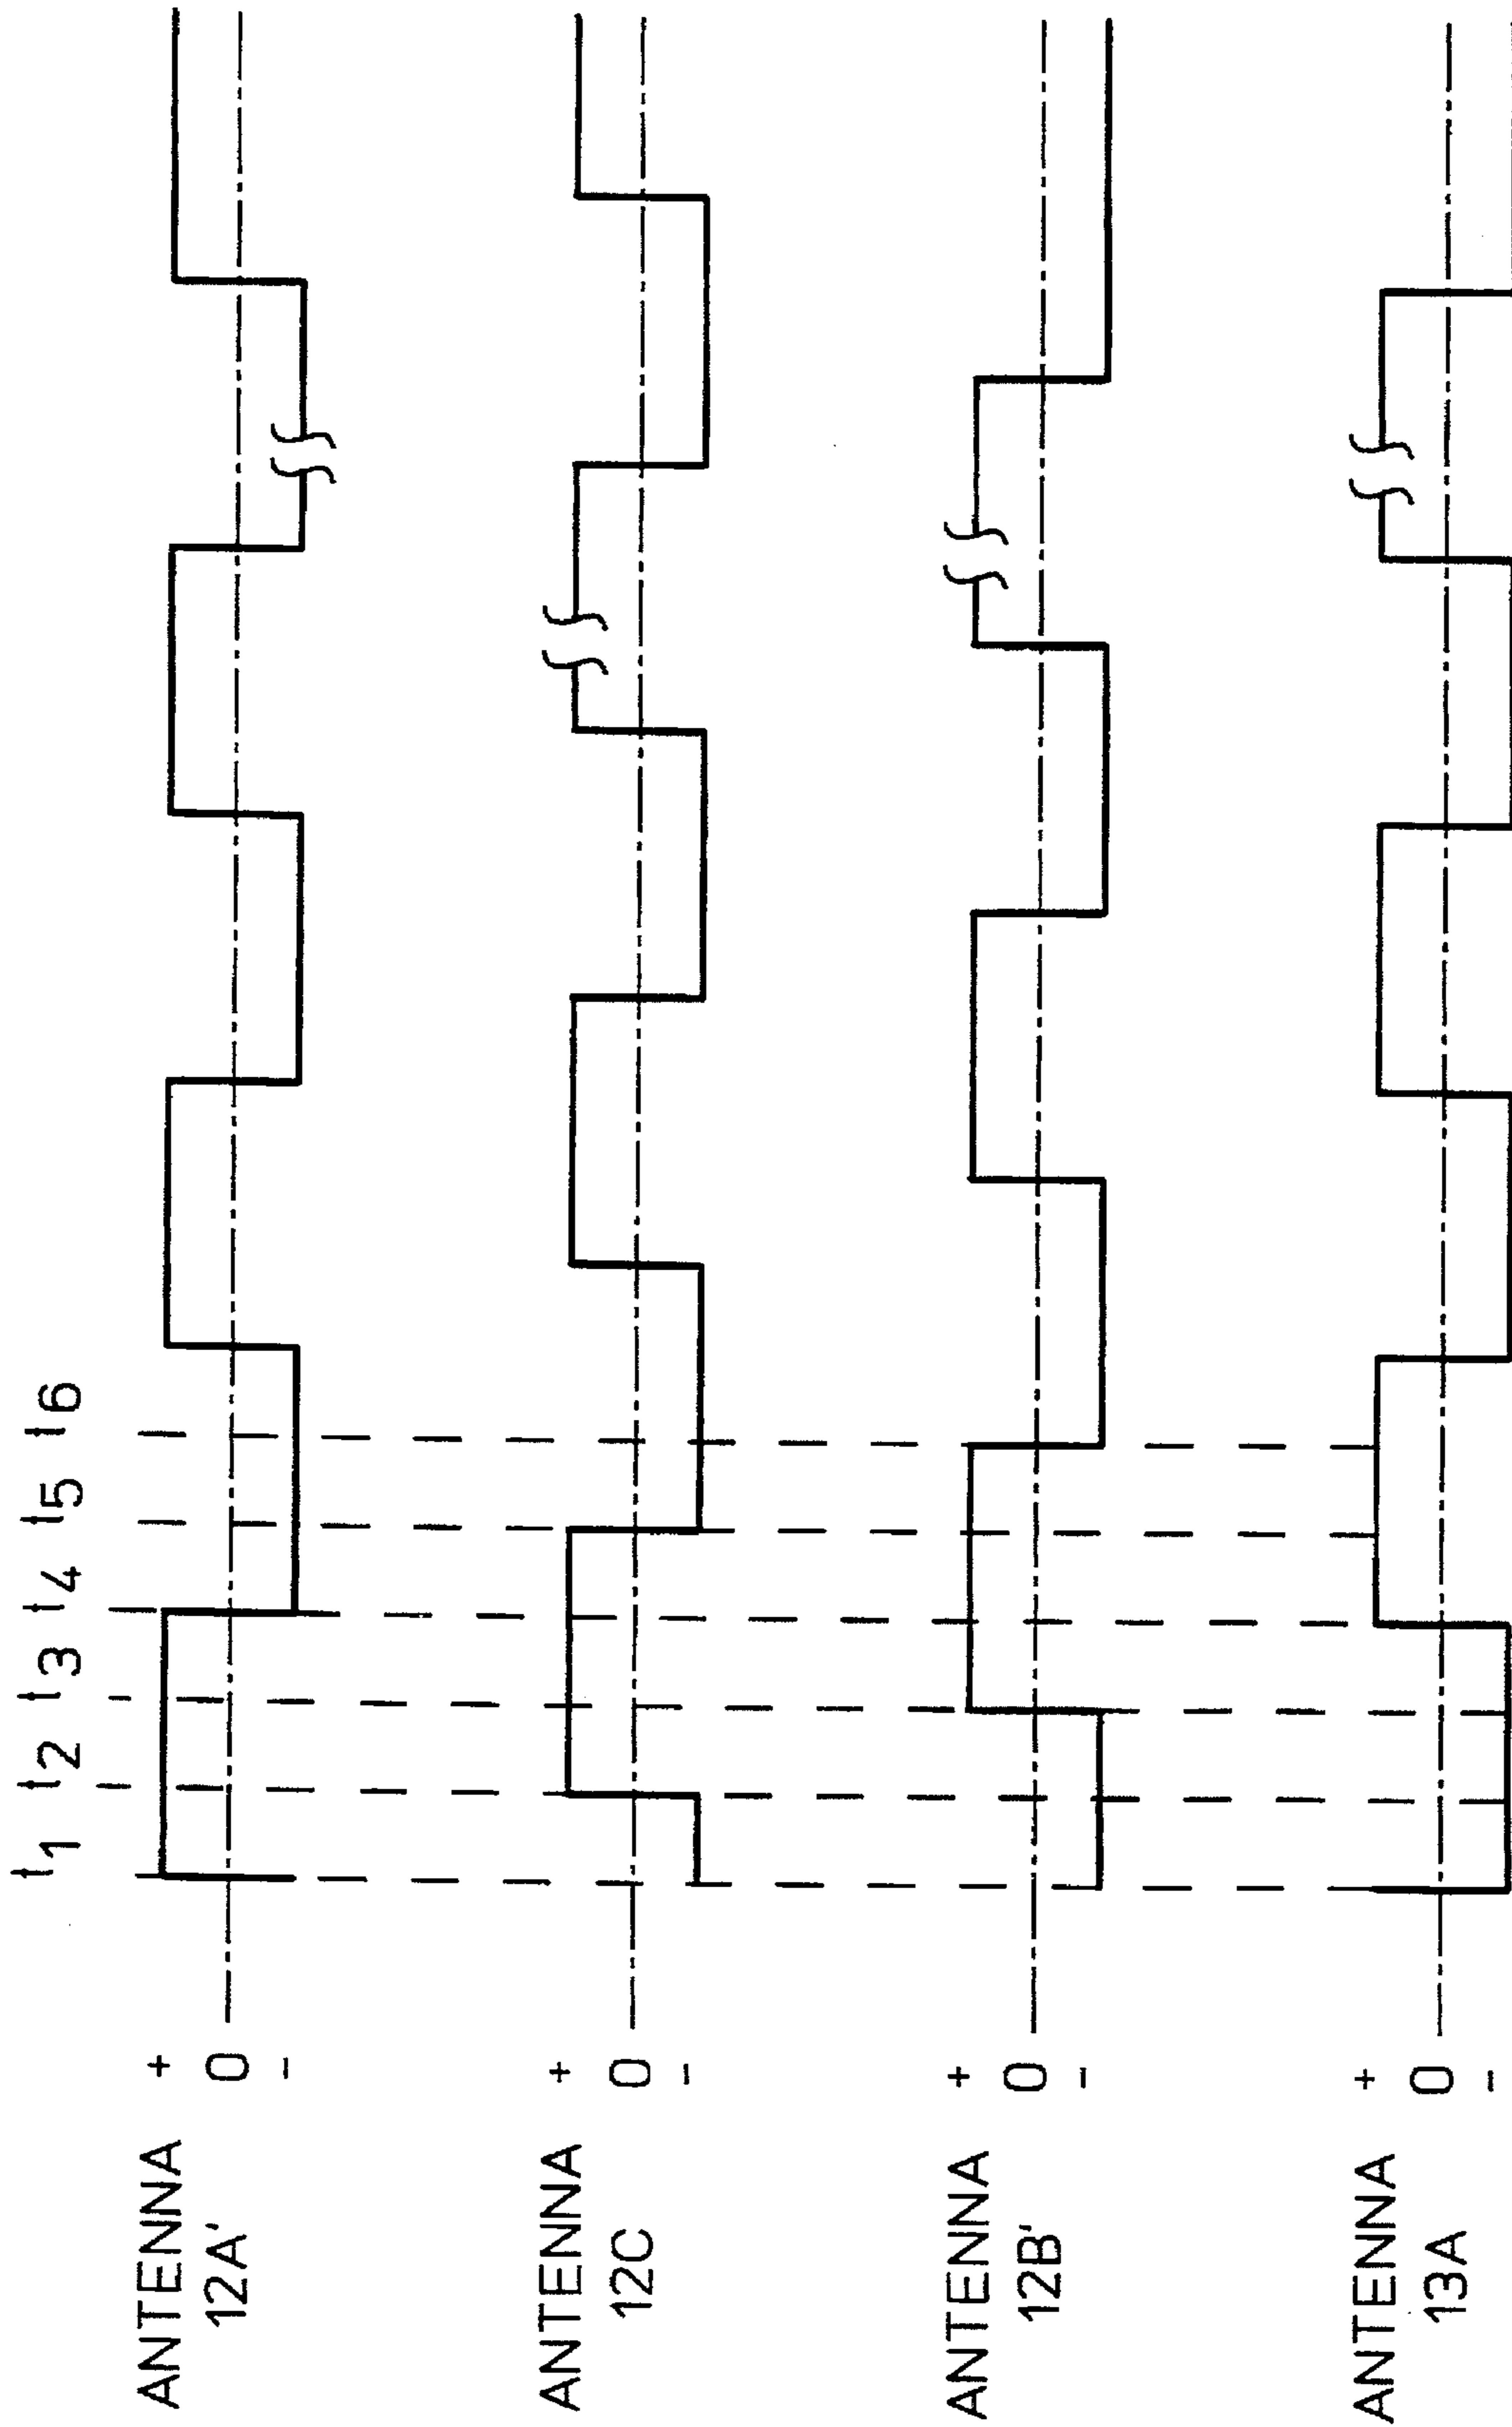 t1 t2 t3 t4 t5 t6
ANTENNA
12A'
+
0
-
ANTENNA
12C
+
0
-
ANTENNA
12B'
+
0
-
ANTENNA
13A
+
0
-